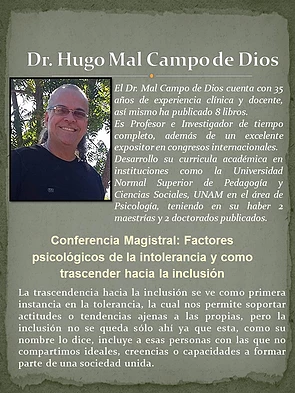 Dr. Hugo Mal Campo de Dios
El Dr. Mal Campo de Dios cuenta con 35
años de experiencia clínica y docente,
así mismo ha publicado 8 libros.
Es Profesor e Investigador de tiempo
completo, además de un excelente
expositor en congresos internacionales.
Desarrollo su curricula académica en
instituciones como la Universidad
Normal Superior de Pedagogía y
Ciencias Sociales, UNAM en el área de
Psicología, teniendo en su haber 2
maestrías y 2 doctorados publicados.
Conferencia Magistral: Factores
psicológicos de la intolerancia y como
trascender hacia la inclusión
La trascendencia hacia la inclusión se ve como primera
instancia en la tolerancia, la cual nos permite soportar
actitudes o tendencias ajenas a las propias, pero la
inclusión no se queda sólo ahí ya que esta, como su
nombre lo dice, incluye a esas personas con las que no
compartimos ideales, creencias o capacidades a formar
parte de una sociedad unida.